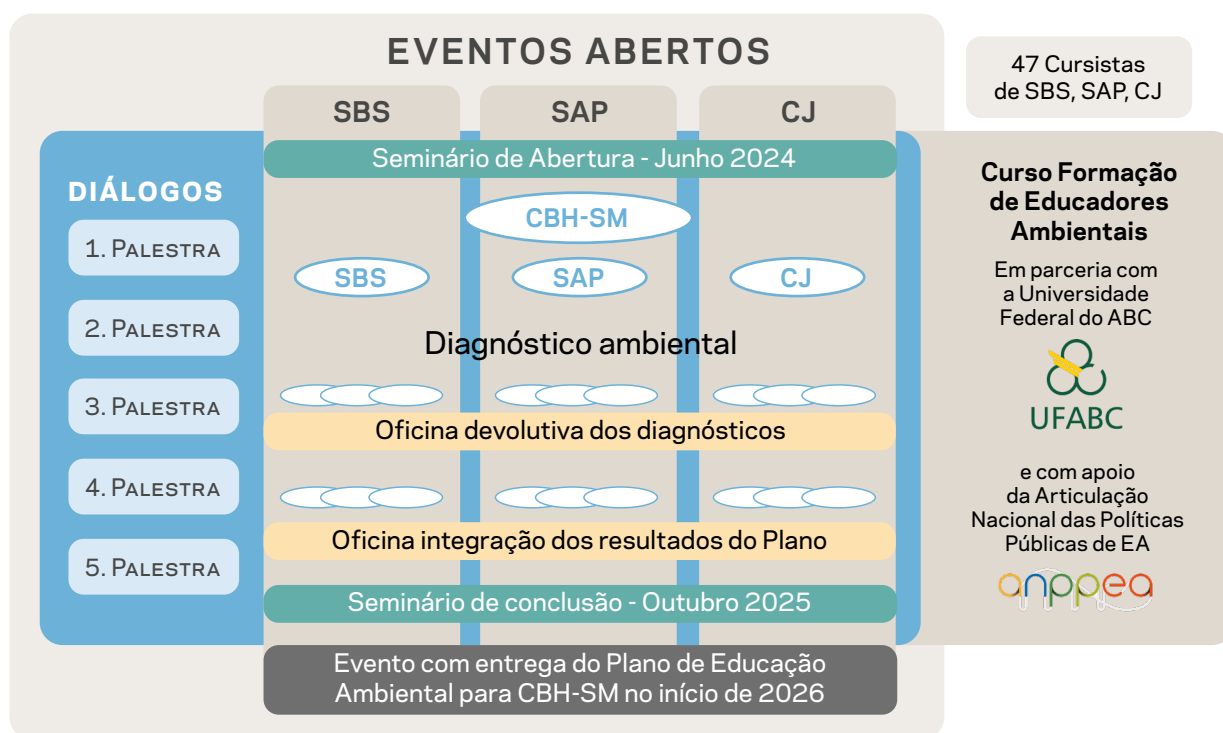 EVENTOS ABERTOS
SBS
SAP
CJ
Seminário de Abertura - Junho 2024
DIÁLOGOS
1. PALESTRA
2. PALESTRA
3. PALESTRA
4. PALESTRA
5. PALESTRA
CBH-SM
SBS
SAP
CJ
Diagnóstico ambiental
Oficina devolutiva dos diagnósticos
Oficina integração dos resultados do Plano
Seminário de conclusão - Outubro 2025
Evento com entrega do Plano de Educação
Ambiental para CBH-SM no início de 2026
47 Cursistas
de SBS, SAP, CJ
Curso Formação
de Educadores
Ambientais
Em parceria com
a Universidade
Federal do ABC
UFABC
e com apoio
da Articulação
Nacional das Políticas
Públicas de EA
anppea